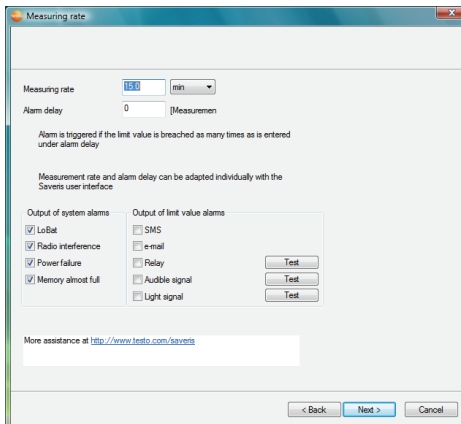 Measuring rate
Measuring rate 15.0 min
Alarm delay 0 [Measuremen
Alarm is triggered if the limit value is breached as many times as is entered
under alarm delay
Measurement rate and alarm delay can be adapted individually with the
Saveris user interface
Output of system alarms
LoBat
Radio interference
Power failure
Memory almost full
Output of limit value alarms
SMS
e-mail
Relay Test
Audible signal Test
Light signal Test
More assistance at http://www.testo.com/saveris
< Back Next > Cancel